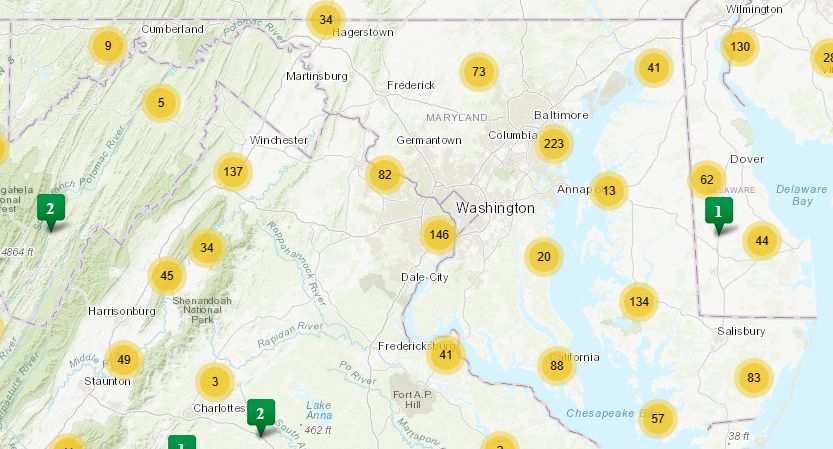 Wilmington
34
Cumberland
Potomac River
Hagerstown
9
130
28
73
41
Martinsburg
Frederick
5
MARYLAND
Baltimore
Winchester
Germantown
Columbia
223
137
82
62
Dover
Potomac River
13
2
1
Delaware
Bay
Washington
146
34
44
4864 ft
20
Rappahannock River
45
Dale City
134
Shenandoah
National
Park
Harrisonburg
Salisbury
Rapidan River
Fredericksburg
41
California
49
Po River
88
Staunton
3
83
Fort A.P.
Hill
Charlottes
2
Lake
Anna
462 ft
Chesapeake
57
38 ft
1